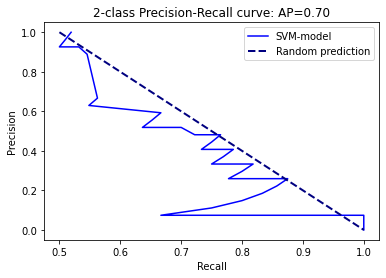 2-class Precision-Recall curve: AP=0.70
SVM-model
Random prediction
Precision
1.0
0.8
0.6
0.4
0.2
0.0
0.5 0.6 0.7 0.8 0.9 1.0
Recall